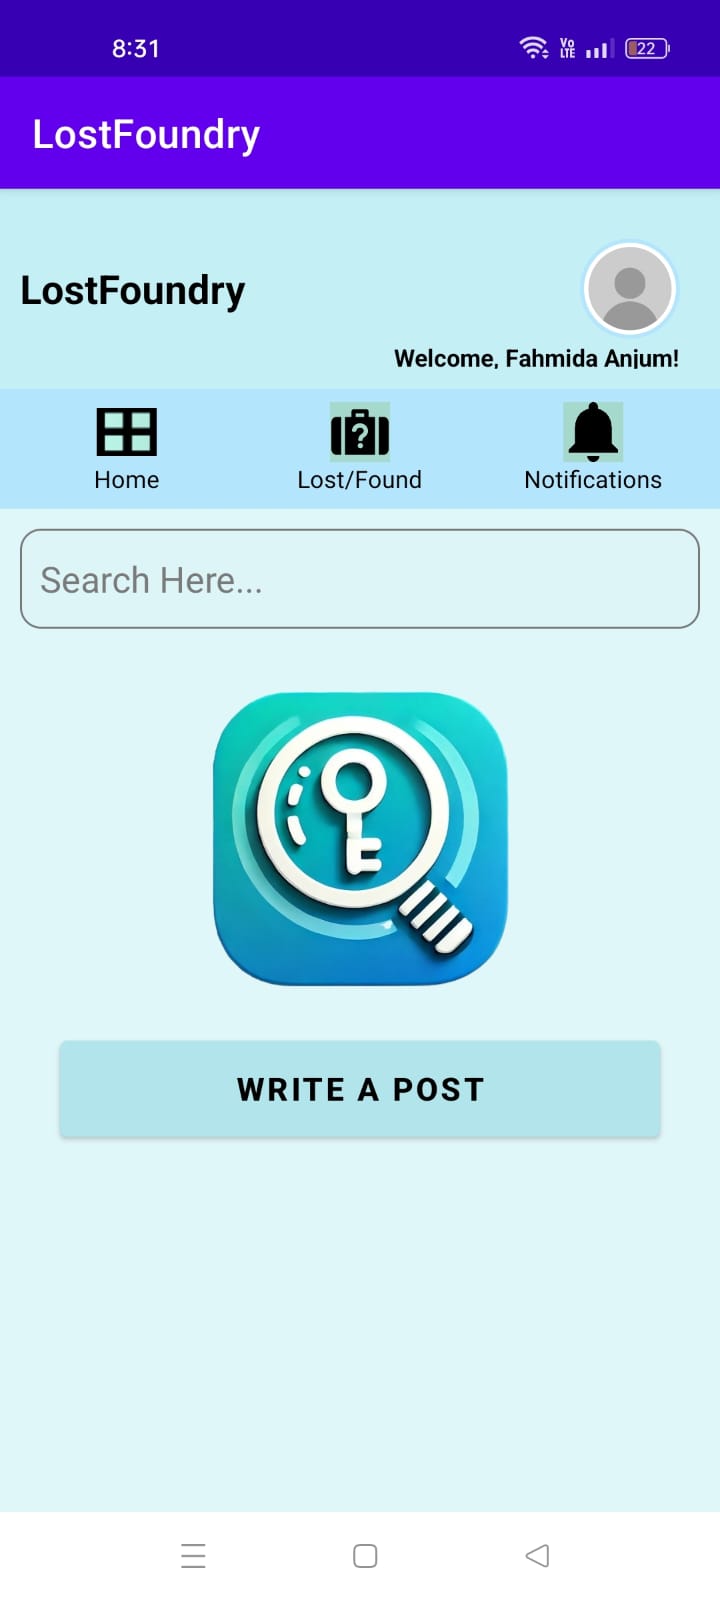 8:31
Vo
LTE
22
LostFoundry
LostFoundry
Welcome, Fahmida Anjum!
Home
Lost/Found
Notifications
Search Here...
WRITE A POST